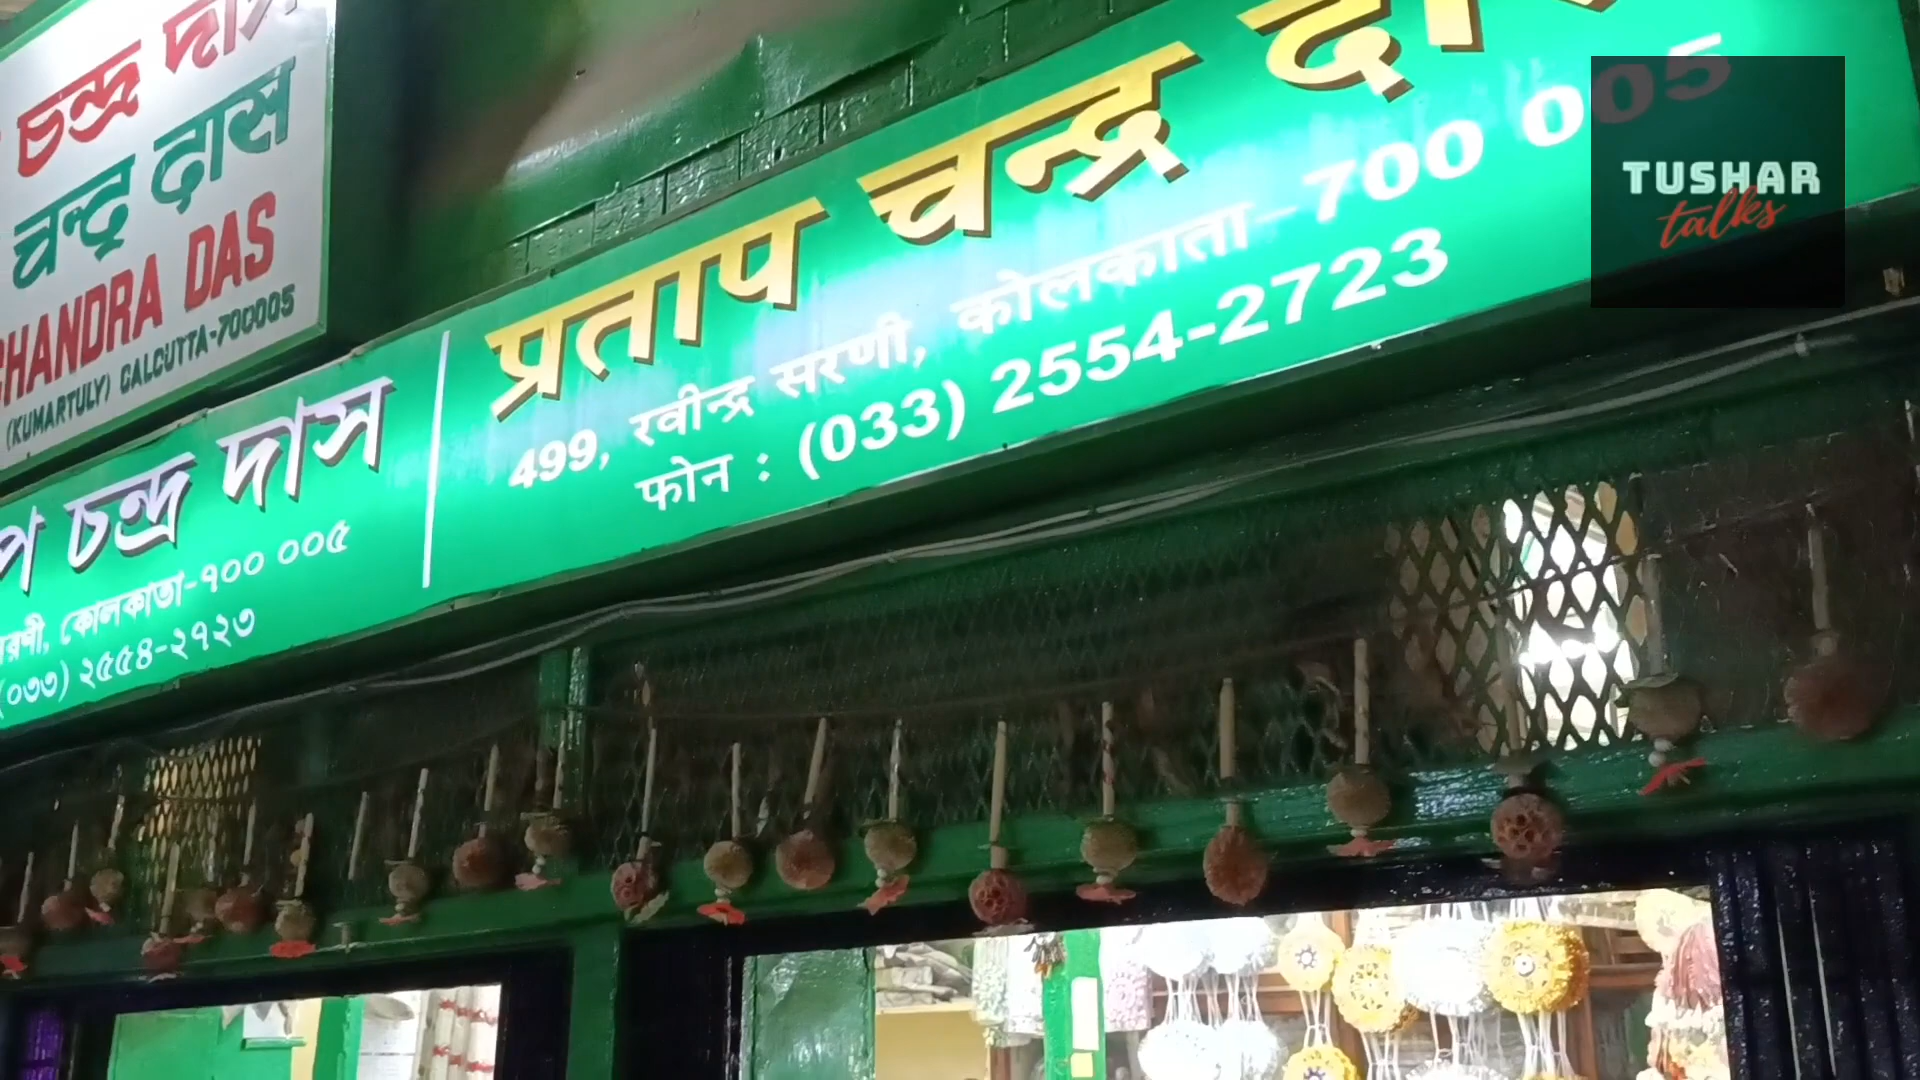 চন্দ্র দাস
चन्द्र दास
CHANDRA DAS
(KUMARTULY) CALCUTTA-700005
চন্দ্র দাস
কোলকাতা-৭০০ ০০৫
(০৩৩) ২৫৫৪-২৭২৩
प्रताप चन्द्र
499, रवीन्द्र सरणी, कोलकाता-700 005
फोन : (033) 2554-2723
TUSHAR
talks